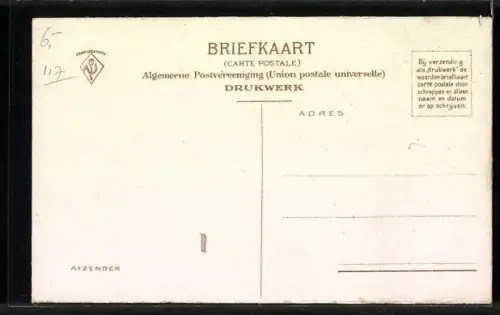 6,-
117
BRIEFKAART
(CARTE POSTALE)
Algemeene Postvereeniging (Union postale universelle)
DRUKWERK
Bij verzending
als „drukwerk” de
woorden briefkaart
carte postale door-
schrappen en alleen
naam en datum
er op schrijven.
ADRES
AFZENDER